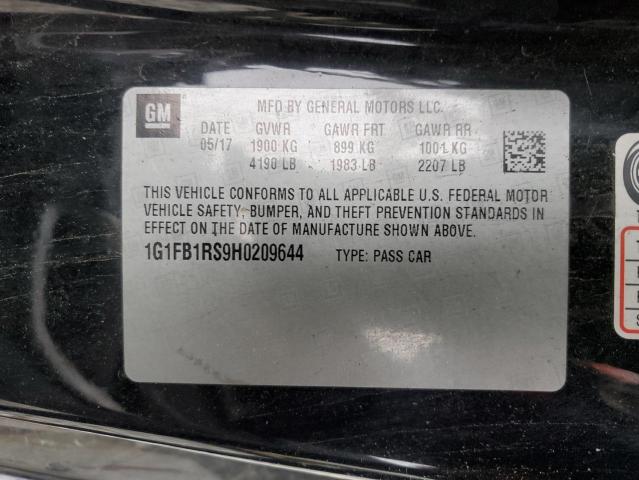 GM
MFD BY GENERAL MOTORS LLC.
DATE GVWR GAWR FRT GAWR RR
05/17 1900 KG 899 KG 1001 KG
4190 LB 1983 LB 2207 LB
THIS VEHICLE CONFORMS TO ALL APPLICABLE U.S. FEDERAL MOTOR
VEHICLE SAFETY, BUMPER, AND THEFT PREVENTION STANDARDS IN
EFFECT ON THE DATE OF MANUFACTURE SHOWN ABOVE.
1G1FB1RS9H0209644 TYPE: PASS CAR